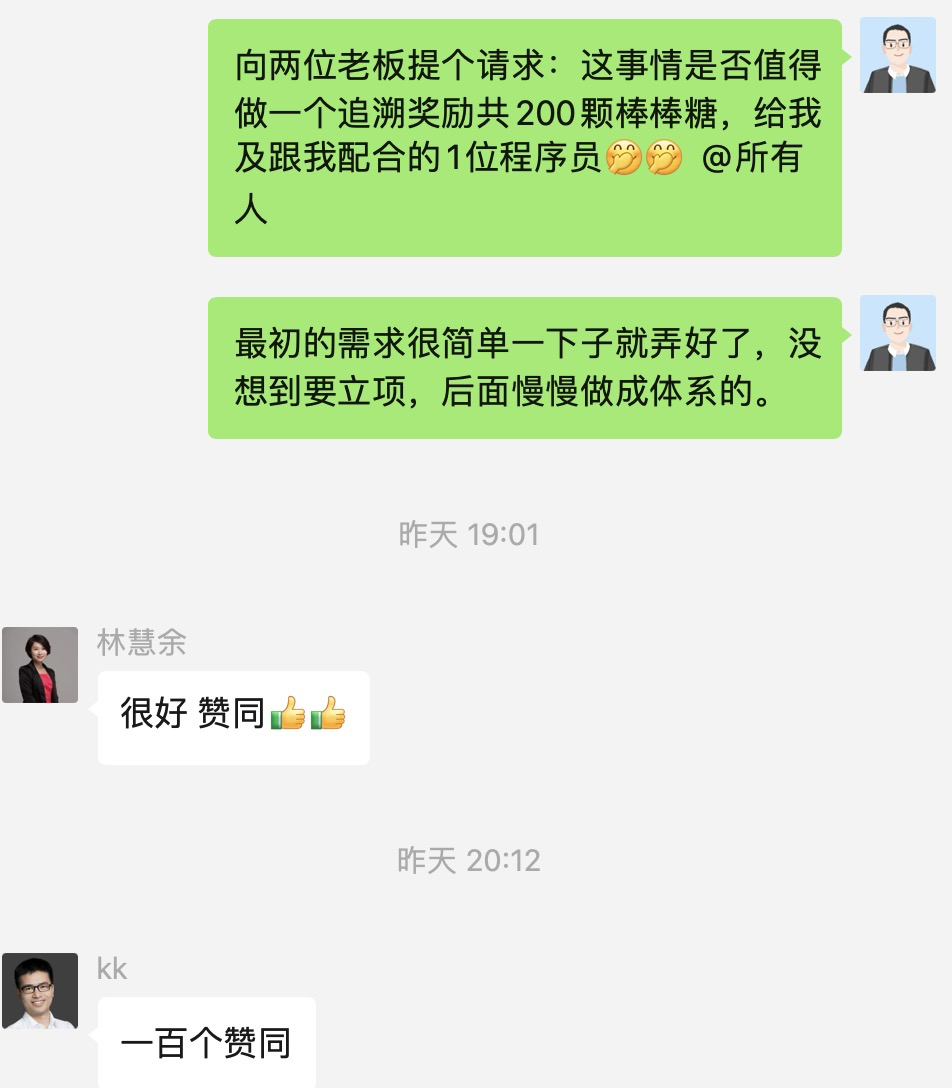 向两位老板提个请求：这事情是否值得
做一个追溯奖励共200颗棒棒糖，给我
及跟我配合的1位程序员🤭🤭 @所有
人
最初的需求很简单一下子就弄好了，没
想到要立项，后面慢慢做成体系的。
昨天 19:01
林慧余
很好 赞同👍👍
昨天 20:12
kk
一百个赞同